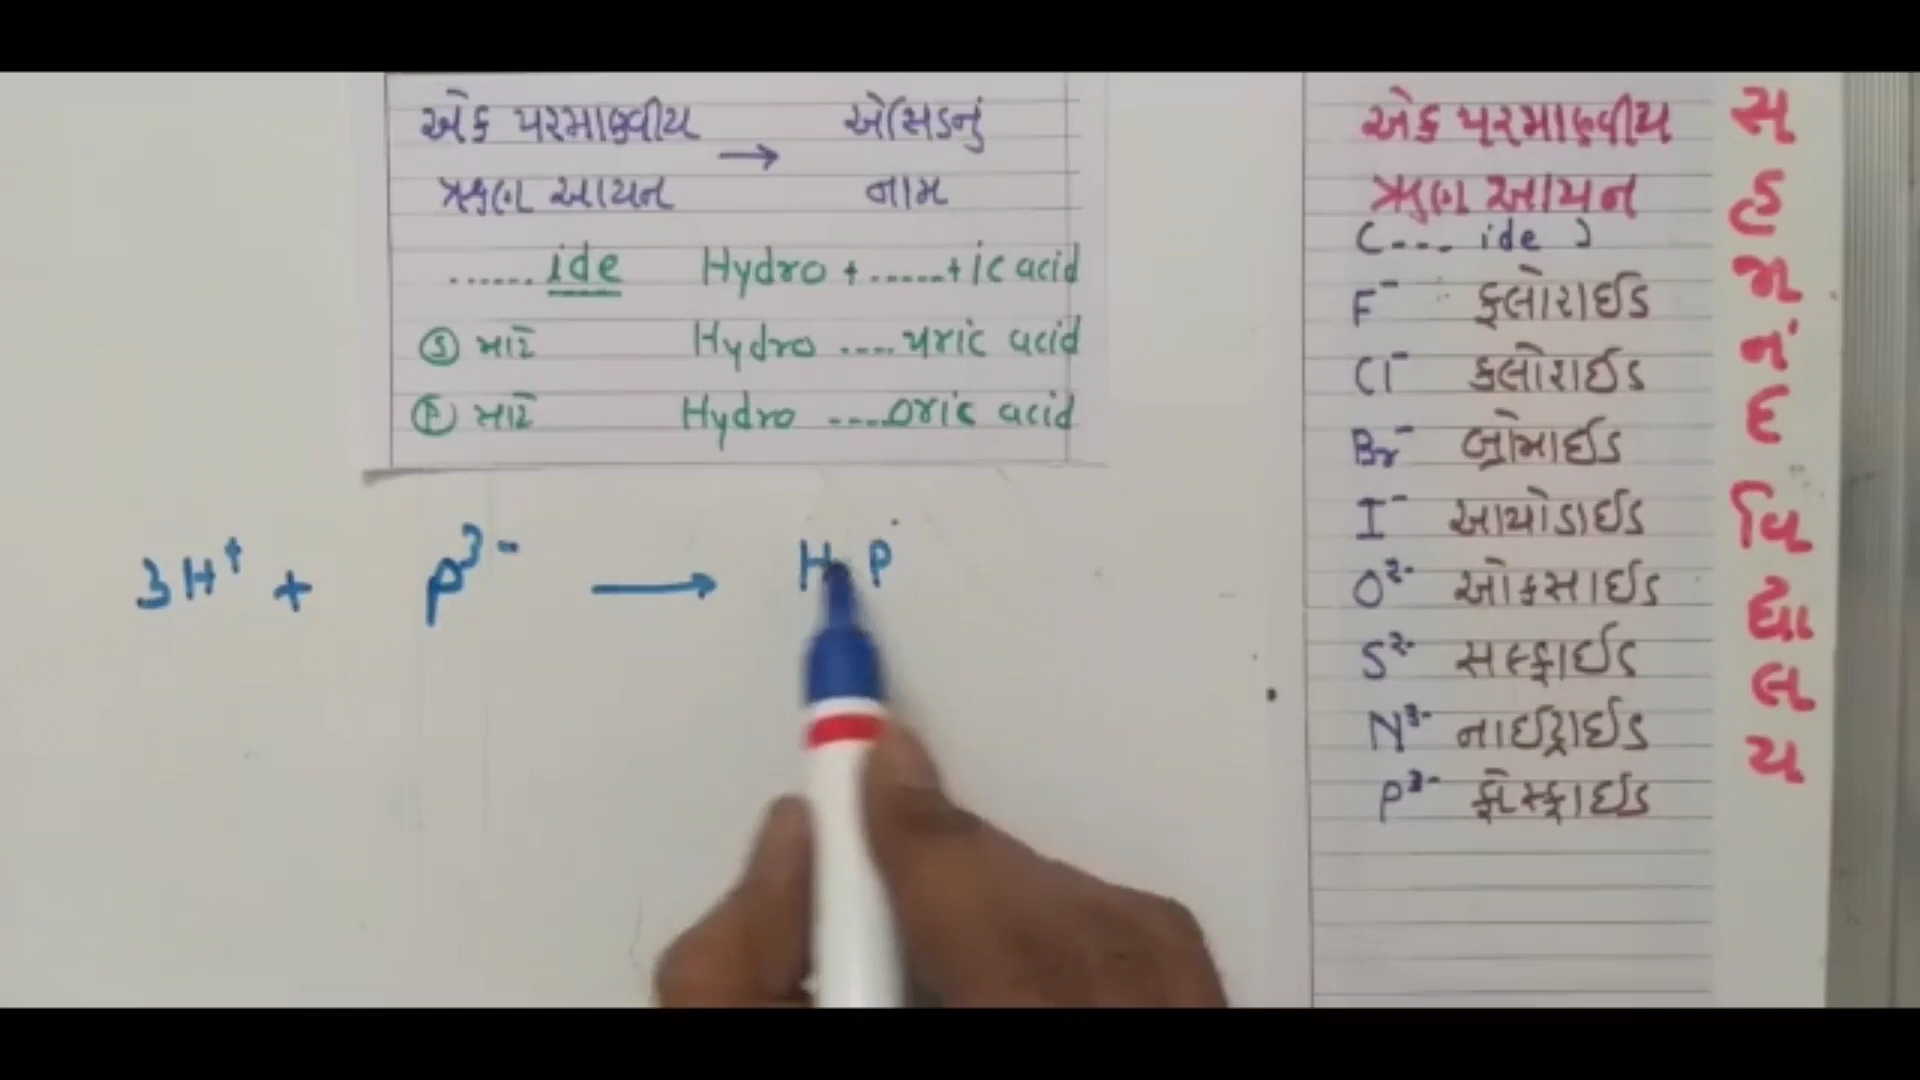 એક પરમાણ્વીય → એસિડનું
ઋણ આયન નામ
...... ide Hydro + ......+ ic acid
Ⓢ માટે Hydro ....uric acid
Ⓟ માટે Hydro ....oric acid
3H⁺ + P³⁻ → H P
એક પરમાણ્વીય
ઋણ આયન
(--- ide )
F⁻ ફ્લોરાઈડ
Cl⁻ ક્લોરાઈડ
Br⁻ બ્રોમાઈડ
I⁻ આયોડાઈડ
O²⁻ ઓક્સાઈડ
S²⁻ સલ્ફાઈડ
N³⁻ નાઈટ્રાઈડ
P³⁻ ફોસ્ફાઈડ
સ
હ
જા
નં
દ
વિ
દ્યા
લ
ય